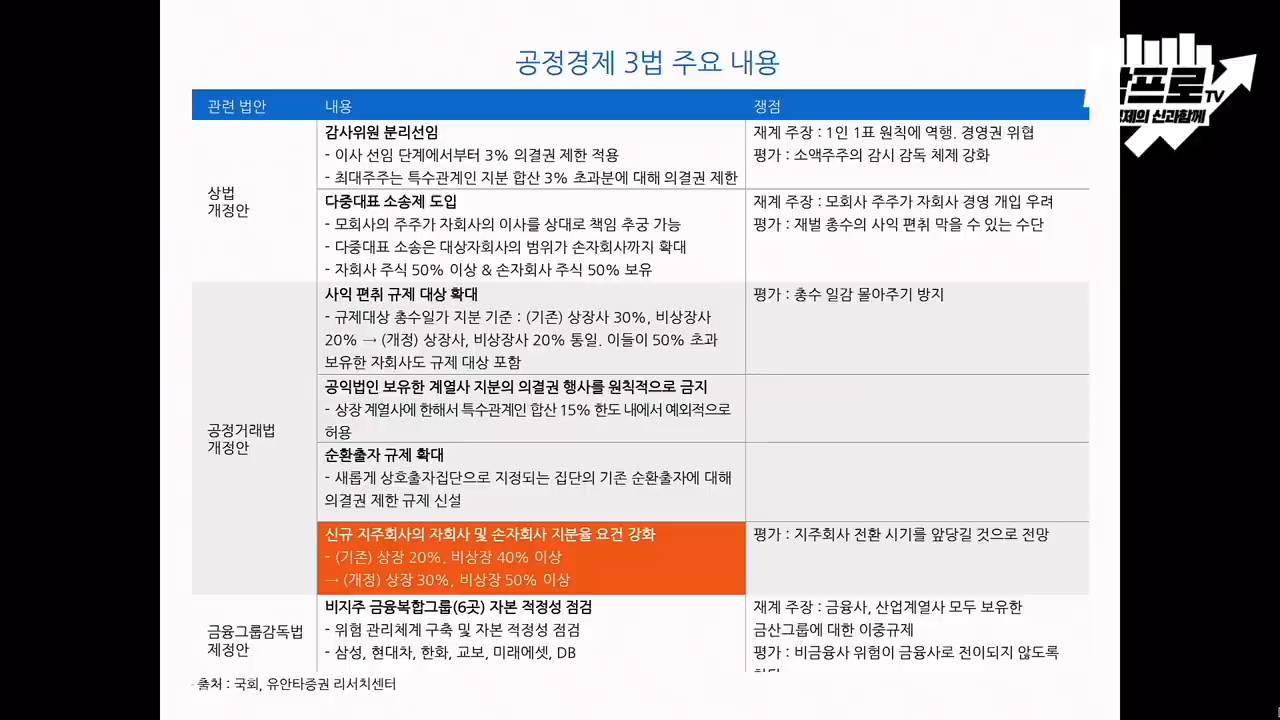 공정경제 3법 주요 내용
프로TV
제의 신과함께
관련 법안 내용 쟁점
상법
개정안
감사위원 분리선임
- 이사 선임 단계에서부터 3% 의결권 제한 적용
- 최대주주는 특수관계인 지분 합산 3% 초과분에 대해 의결권 제한
재계 주장 : 1인 1표 원칙에 역행. 경영권 위협
평가 : 소액주주의 감시 감독 체제 강화
다중대표 소송제 도입
- 모회사의 주주가 자회사의 이사를 상대로 책임 추궁 가능
- 다중대표 소송은 대상자회사의 범위가 손자회사까지 확대
- 자회사 주식 50% 이상 & 손자회사 주식 50% 보유
재계 주장 : 모회사 주주가 자회사 경영 개입 우려
평가 : 재벌 총수의 사익 편취 막을 수 있는 수단
공정거래법
개정안
사익 편취 규제 대상 확대
- 규제대상 총수일가 지분 기준 : (기존) 상장사 30%, 비상장사
20% → (개정) 상장사, 비상장사 20% 통일. 이들이 50% 초과
보유한 자회사도 규제 대상 포함
평가 : 총수 일감 몰아주기 방지
공익법인 보유한 계열사 지분의 의결권 행사를 원칙적으로 금지
- 상장 계열사에 한해서 특수관계인 합산 15% 한도 내에서 예외적으로
허용
순환출자 규제 확대
- 새롭게 상호출자집단으로 지정되는 집단의 기존 순환출자에 대해
의결권 제한 규제 신설
신규 지주회사의 자회사 및 손자회사 지분율 요건 강화
- (기존) 상장 20%. 비상장 40% 이상
→ (개정) 상장 30%, 비상장 50% 이상
평가 : 지주회사 전환 시기를 앞당길 것으로 전망
금융그룹감독법
제정안
비지주 금융복합그룹(6곳) 자본 적정성 점검
- 위험 관리체계 구축 및 자본 적정성 점검
- 삼성, 현대차, 한화, 교보, 미래에셋, DB
재계 주장 : 금융사, 산업계열사 모두 보유한
금산그룹에 대한 이중규제
평가 : 비금융사 위험이 금융사로 전이되지 않도록
출처 : 국회, 유안타증권 리서치센터